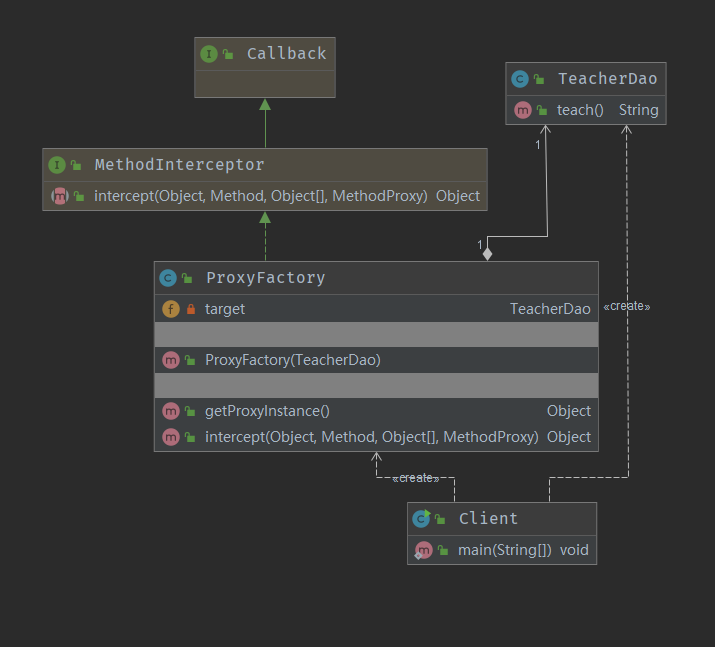 I Callback
C TeacherDao
m teach() String
1
I MethodInterceptor
m intercept(Object, Method, Object[], MethodProxy) Object
1
C ProxyFactory
f target TeacherDao
«create»
m ProxyFactory(TeacherDao)
m getProxyInstance() Object
m intercept(Object, Method, Object[], MethodProxy) Object
«create»
C Client
m main(String[]) void